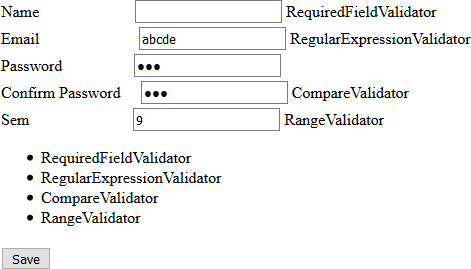 Name RequiredFieldValidator
Email abcde RegularExpressionValidator
Password ●●●
Confirm Password ●●● CompareValidator
Sem 9 RangeValidator
• RequiredFieldValidator
• RegularExpressionValidator
• CompareValidator
• RangeValidator
Save